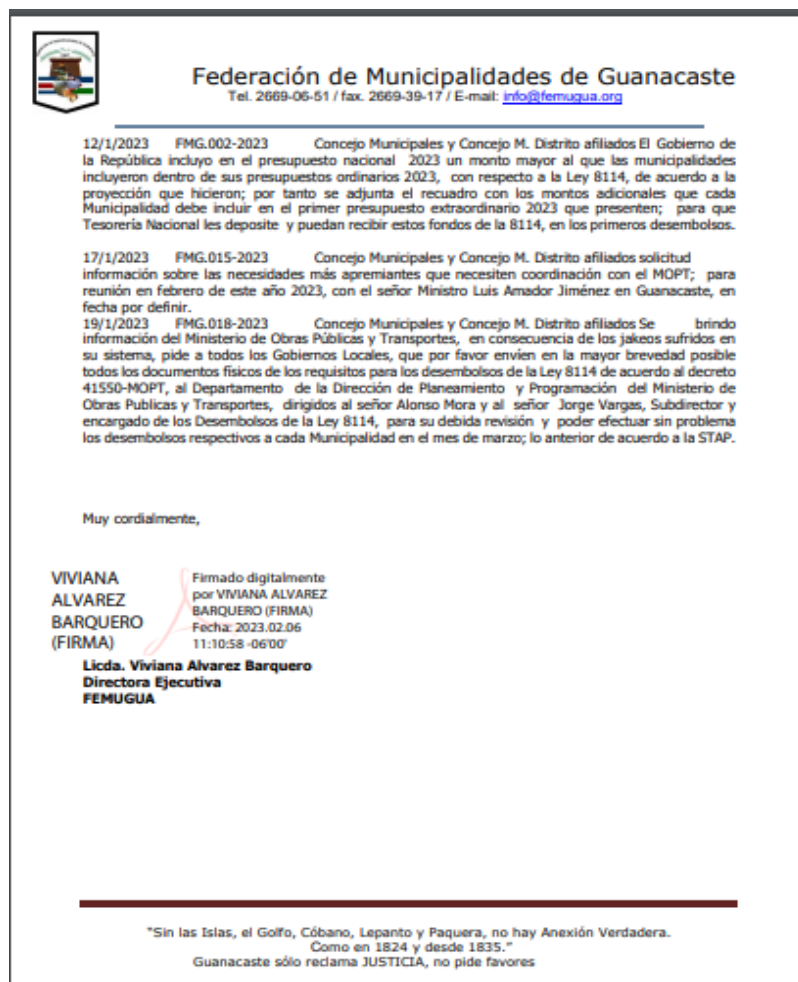 Federación de Municipalidades de Guanacaste
Tel. 2669-06-51 / fax. 2669-39-17 / E-mail: info@femugua.org
12/1/2023 FMG.002-2023 Concejo Municipales y Concejo M. Distrito afiliados El Gobierno de
la República incluyo en el presupuesto nacional 2023 un monto mayor al que las municipalidades
incluyeron dentro de sus presupuestos ordinarios 2023, con respecto a la Ley 8114, de acuerdo a la
proyección que hicieron; por tanto se adjunta el recuadro con los montos adicionales que cada
Municipalidad debe incluir en el primer presupuesto extraordinario 2023 que presenten; para que
Tesorería Nacional les deposite y puedan recibir estos fondos de la 8114, en los primeros desembolsos.
17/1/2023 FMG.015-2023 Concejo Municipales y Concejo M. Distrito afiliados solicitud
información sobre las necesidades más apremiantes que necesiten coordinación con el MOPT; para
reunión en febrero de este año 2023, con el señor Ministro Luis Amador Jiménez en Guanacaste, en
fecha por definir.
19/1/2023 FMG.018-2023 Concejo Municipales y Concejo M. Distrito afiliados Se brindo
información del Ministerio de Obras Públicas y Transportes, en consecuencia de los jakeos sufridos en
su sistema, pide a todos los Gobiernos Locales, que por favor envíen en la mayor brevedad posible
todos los documentos físicos de los requisitos para los desembolsos de la Ley 8114 de acuerdo al decreto
41550-MOPT, al Departamento de la Dirección de Planeamiento y Programación del Ministerio de
Obras Publicas y Transportes, dirigidos al señor Alonso Mora y al señor Jorge Vargas, Subdirector y
encargado de los Desembolsos de la Ley 8114, para su debida revisión y poder efectuar sin problema
los desembolsos respectivos a cada Municipalidad en el mes de marzo; lo anterior de acuerdo a la STAP.
Muy cordialmente,
VIVIANA
ALVAREZ
BARQUERO
(FIRMA)
Firmado digitalmente
por VIVIANA ALVAREZ
BARQUERO (FIRMA)
Fecha: 2023.02.06
11:10:58 -06'00'
Licda. Viviana Alvarez Barquero
Directora Ejecutiva
FEMUGUA
"Sin las Islas, el Golfo, Cóbano, Lepanto y Paquera, no hay Anexión Verdadera.
Como en 1824 y desde 1835."
Guanacaste sólo reclama JUSTICIA, no pide favores